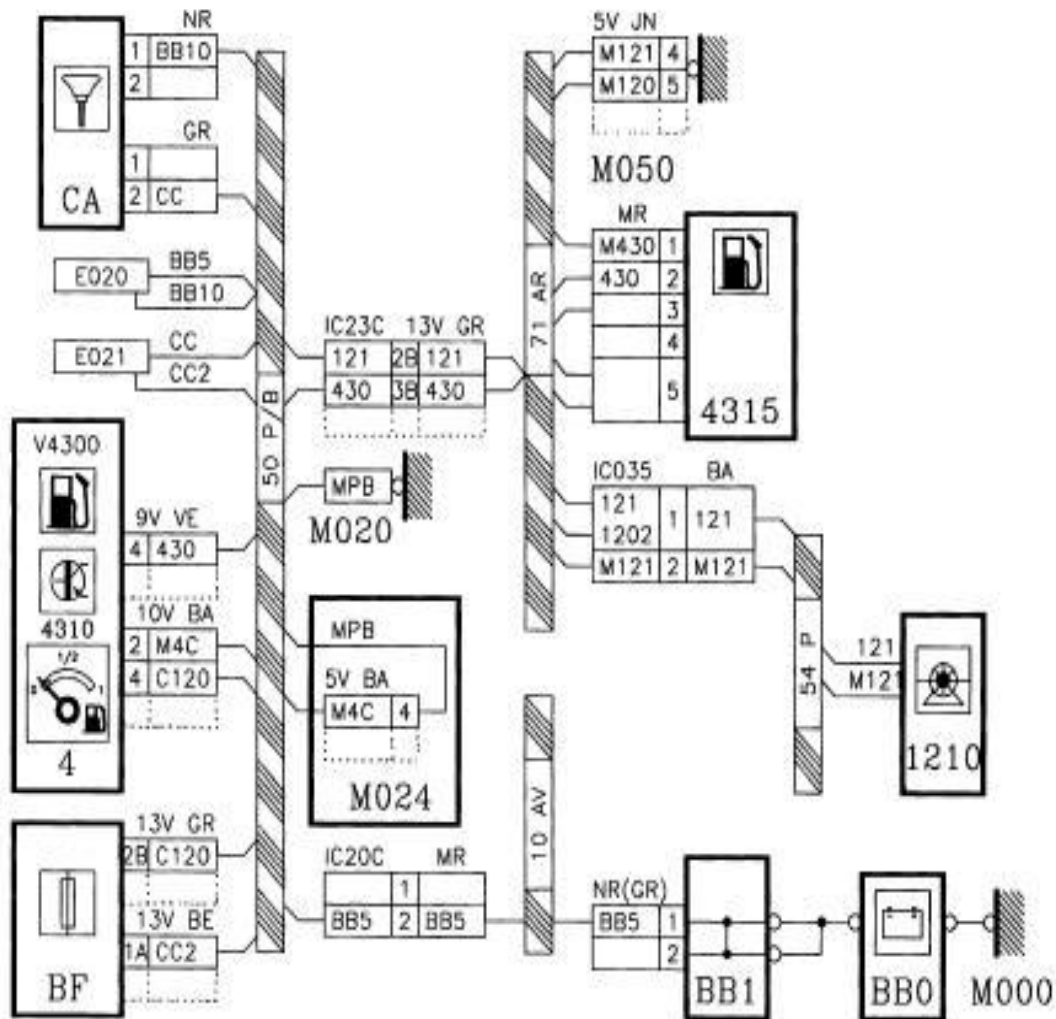 NR
1 BB10
2
GR
1
2 CC
CA
E020
BB5
BB10
E021
CC
CC2
V4300
4310
1/2
1
4
9V VE
4 430
10V BA
2 M4C
4 C120
BF
13V GR
2B C120
13V BE
1A CC2
50 P/B
IC23C 13V GR
121 2B 121
430 3B 430
MPB
M020
MPB
5V BA
M4C 4
M024
IC20C MR
1
BB5 2 BB5
71 AR
10 AV
5V JN
M121 4
M120 5
M050
MR
M430 1
430 2
3
4
5
4315
IC035 BA
121
1202
1 121
M121 2 M121
54 P
121
M121
1210
NR(GR)
BB5 1
2
BB1
BB0
M000